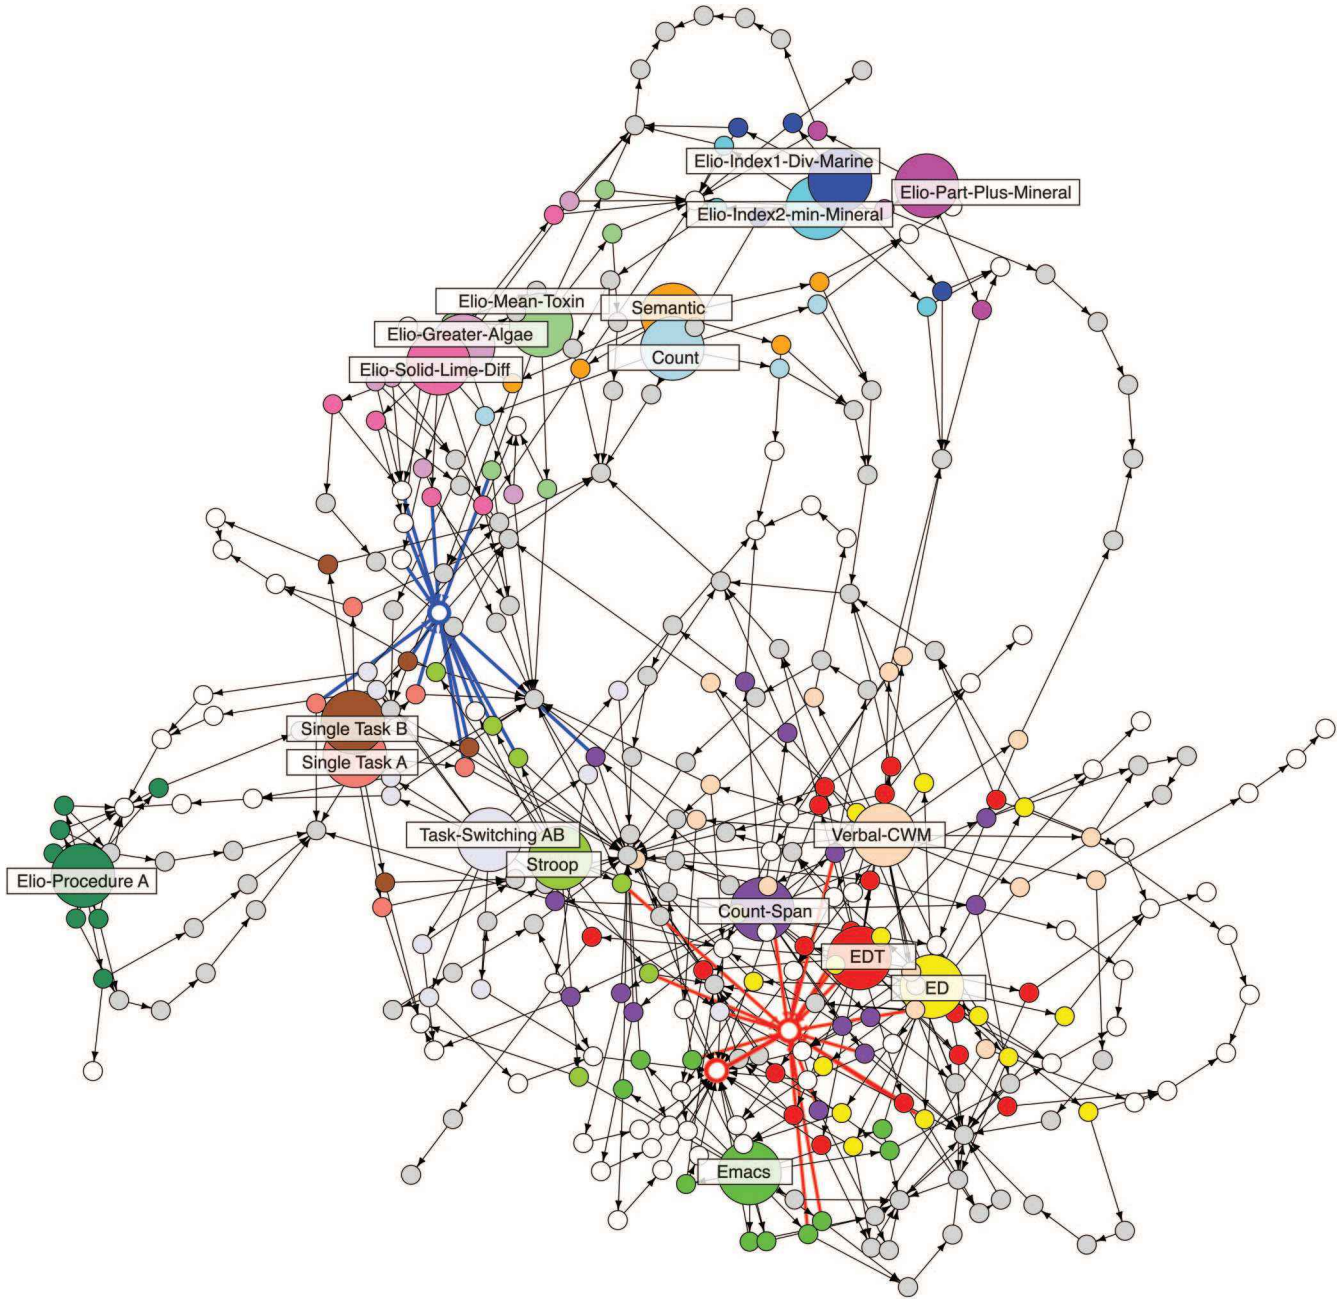 Elio-Index1-Div-Marine
Elio-Part-Plus-Mineral
Elio-Index2-min-Mineral
Elio-Mean-Toxin
Semantic
Elio-Greater-Algae
Count
Elio-Solid-Lime-Diff
Single Task B
Single Task A
Task-Switching AB
Verbal-CWM
Stroop
Elio-Procedure A
Count-Span
EDT
ED
Emacs